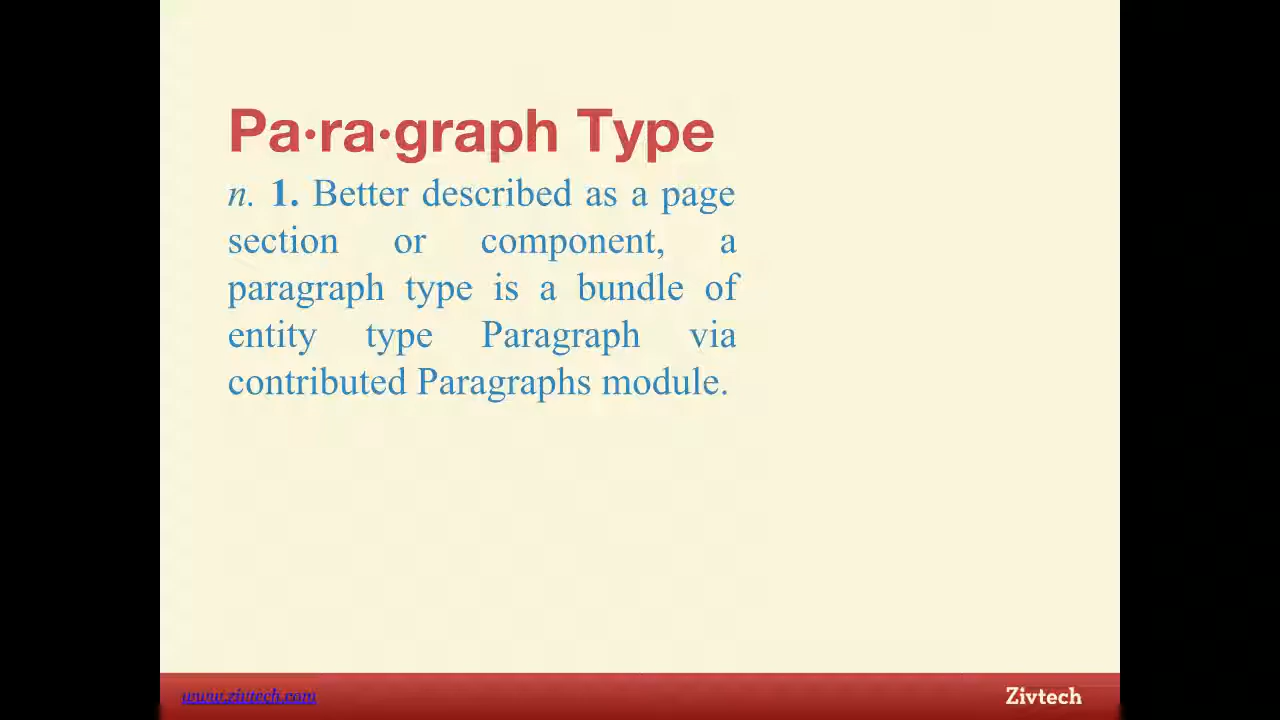 Pa·ra·graph Type
n. 1. Better described as a page
section or component, a
paragraph type is a bundle of
entity type Paragraph via
contributed Paragraphs module.
www.zivtech.com
Zivtech